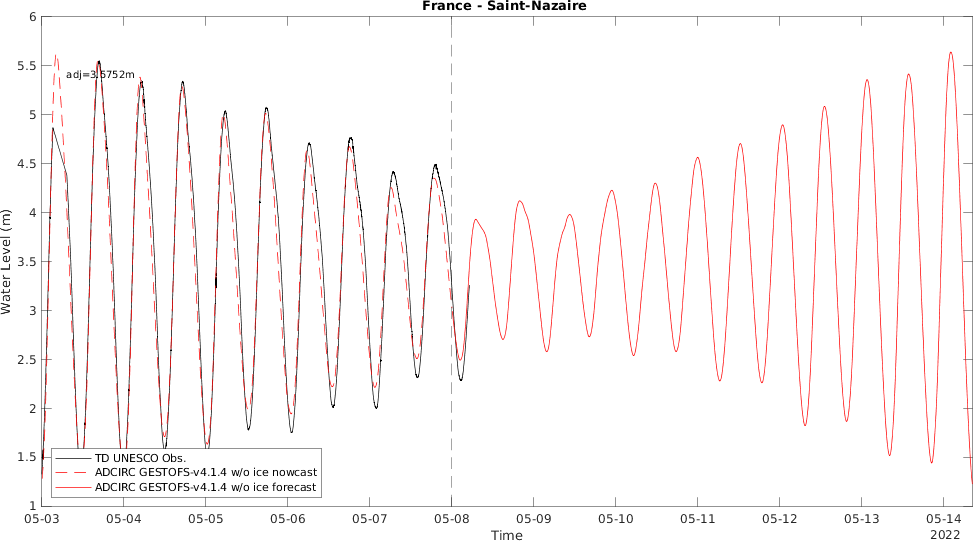 France - Saint-Nazaire
6
5.5
5
4.5
4
3.5
3
2.5
2
1.5
1
Water Level (m)
adj=3.6752m
TD UNESCO Obs.
ADCIRC GESTOFS-v4.1.4 w/o ice nowcast
ADCIRC GESTOFS-v4.1.4 w/o ice forecast
05-03 05-04 05-05 05-06 05-07 05-08 05-09 05-10 05-11 05-12 05-13 05-14
Time
2022